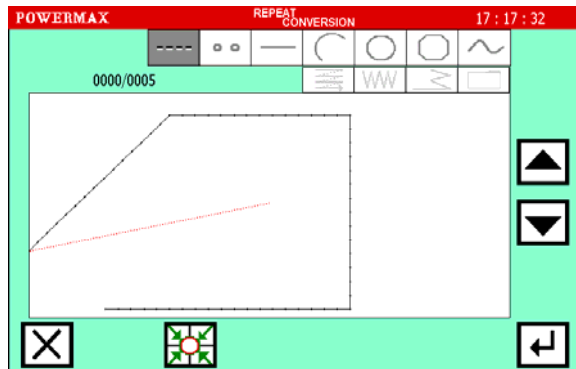 POWERMAX
REPEAT
CONVERSION
17 : 17 : 32
0000/0005